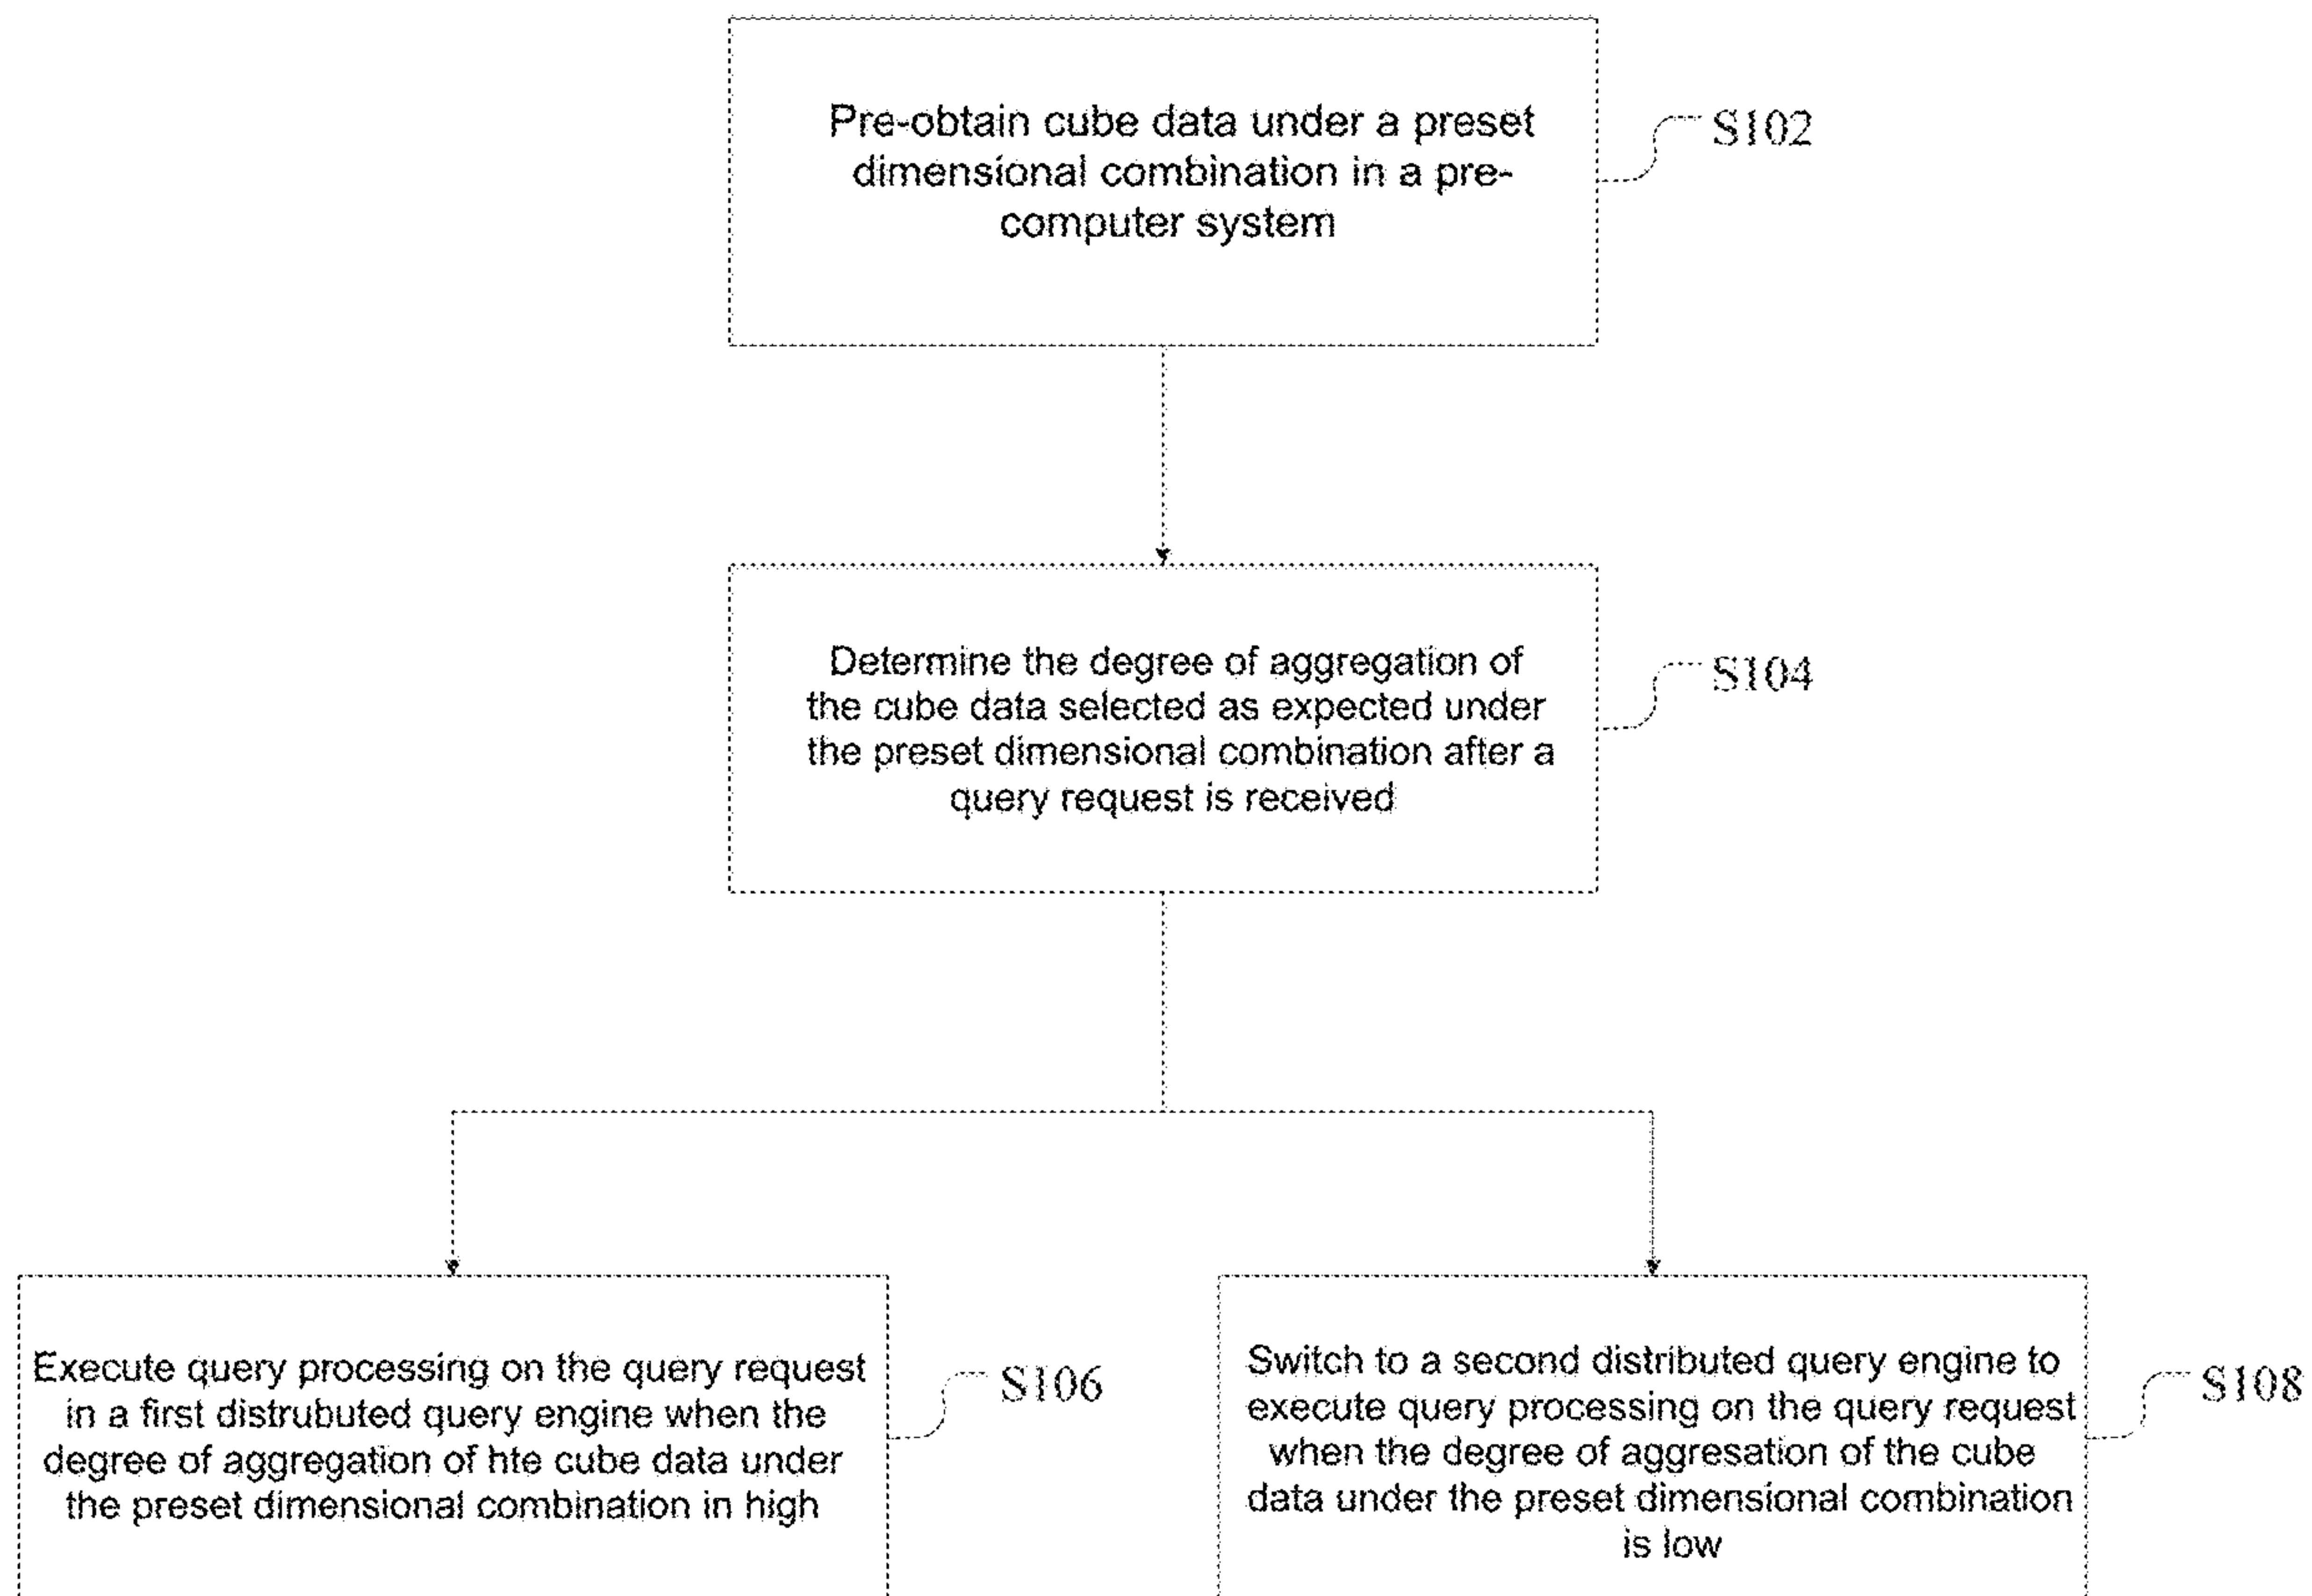 Pre-obtain cube data under a preset
dimensional combination in a pre-
computer system
S102
Determine the degree of aggregation of
the cube data selected as expected under
the preset dimensional combination after a
query request is received
S104
Execute query processing on the query request
in a first distrubuted query engine when the
degree of aggregation of hte cube data under
the preset dimensional combination in high
S106
Switch to a second distributed query engine to
execute query processing on the query request
when the degree of aggresation of the cube
data under the preset dimensional combination
is low
S108